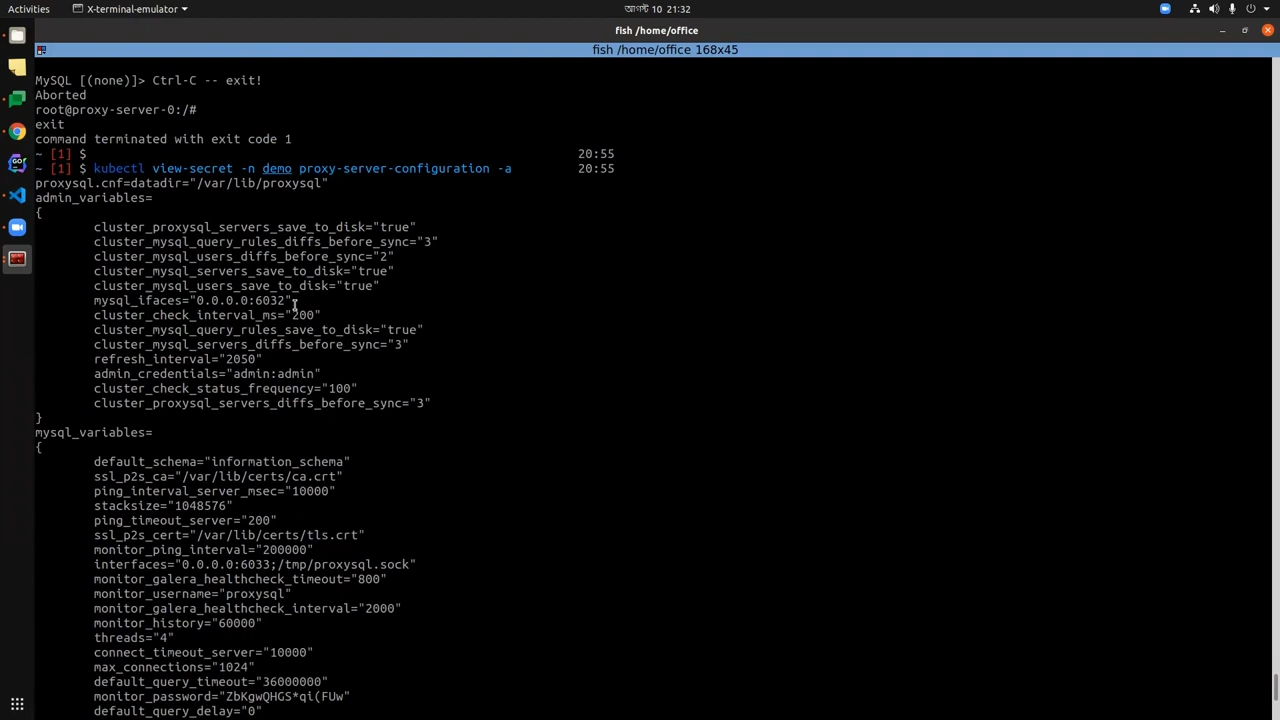 Activities
X-terminal-emulator
আগস্ট 10 21:32
fish /home/office
fish /home/office 168x45
MySQL [(none)]> Ctrl-C -- exit!
Aborted
root@proxy-server-0:/#
exit
command terminated with exit code 1
~ [1] $ 20:55
~ [1] $ kubectl view-secret -n demo proxy-server-configuration -a 20:55
proxysql.cnf=datadir="/var/lib/proxysql"
admin_variables=
{
cluster_proxysql_servers_save_to_disk="true"
cluster_mysql_query_rules_diffs_before_sync="3"
cluster_mysql_users_diffs_before_sync="2"
cluster_mysql_servers_save_to_disk="true"
cluster_mysql_users_save_to_disk="true"
mysql_ifaces="0.0.0.0:6032"
cluster_check_interval_ms="200"
cluster_mysql_query_rules_save_to_disk="true"
cluster_mysql_servers_diffs_before_sync="3"
refresh_interval="2050"
admin_credentials="admin:admin"
cluster_check_status_frequency="100"
cluster_proxysql_servers_diffs_before_sync="3"
}
mysql_variables=
{
default_schema="information_schema"
ssl_p2s_ca="/var/lib/certs/ca.crt"
ping_interval_server_msec="10000"
stacksize="1048576"
ping_timeout_server="200"
ssl_p2s_cert="/var/lib/certs/tls.crt"
monitor_ping_interval="200000"
interfaces="0.0.0.0:6033;/tmp/proxysql.sock"
monitor_galera_healthcheck_timeout="800"
monitor_username="proxysql"
monitor_galera_healthcheck_interval="2000"
monitor_history="60000"
threads="4"
connect_timeout_server="10000"
max_connections="1024"
default_query_timeout="36000000"
monitor_password="ZbKgwQHGS*qi(FUw"
default_query_delay="0"